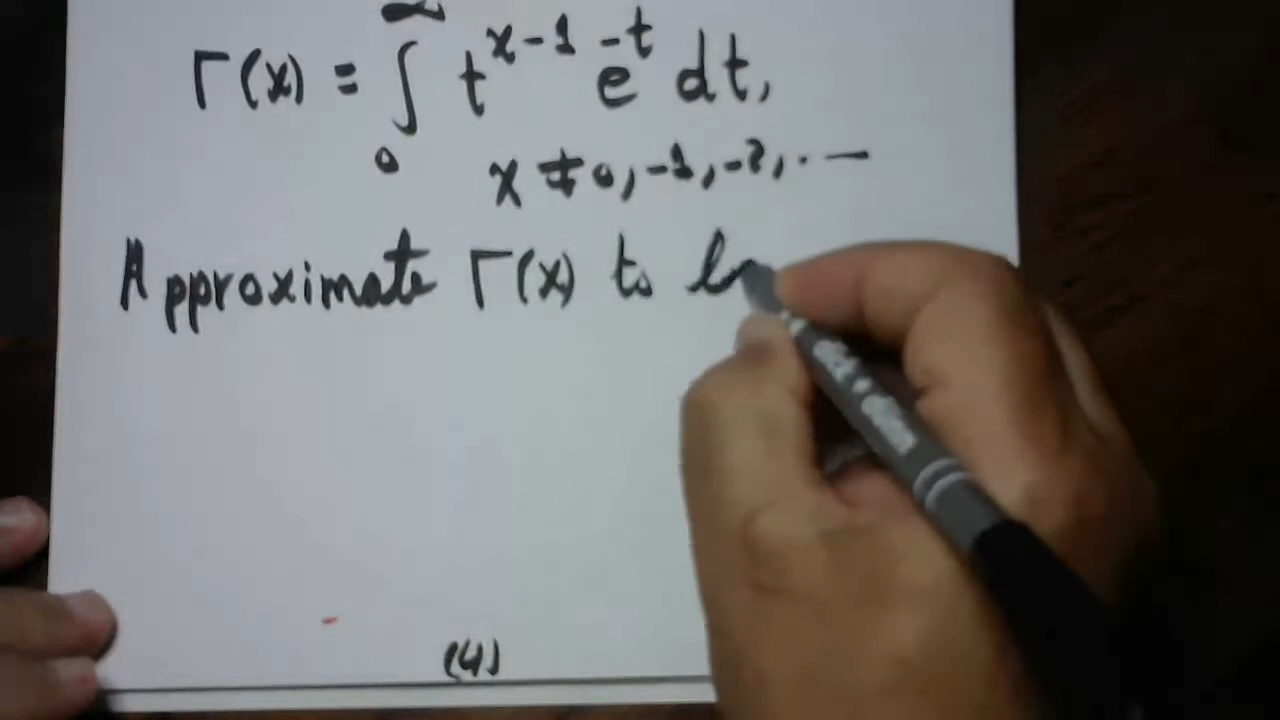 Γ(x) = ∫₀^∞ t^{x-1} e^{-t} dt,
x ≠ 0, -1, -2, ...
Approximate Γ(x) to
(4)